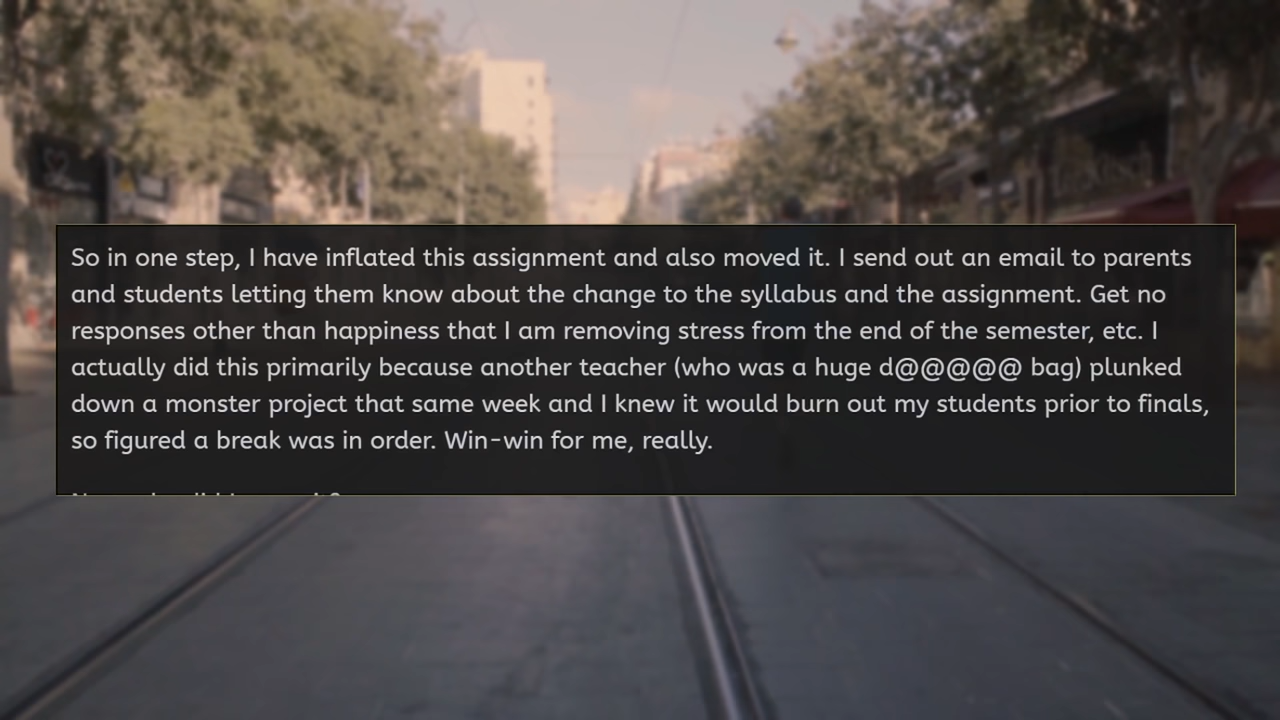 So in one step, I have inflated this assignment and also moved it. I send out an email to parents
and students letting them know about the change to the syllabus and the assignment. Get no
responses other than happiness that I am removing stress from the end of the semester, etc. I
actually did this primarily because another teacher (who was a huge d@@@@@ bag) plunked
down a monster project that same week and I knew it would burn out my students prior to finals,
so figured a break was in order. Win-win for me, really.